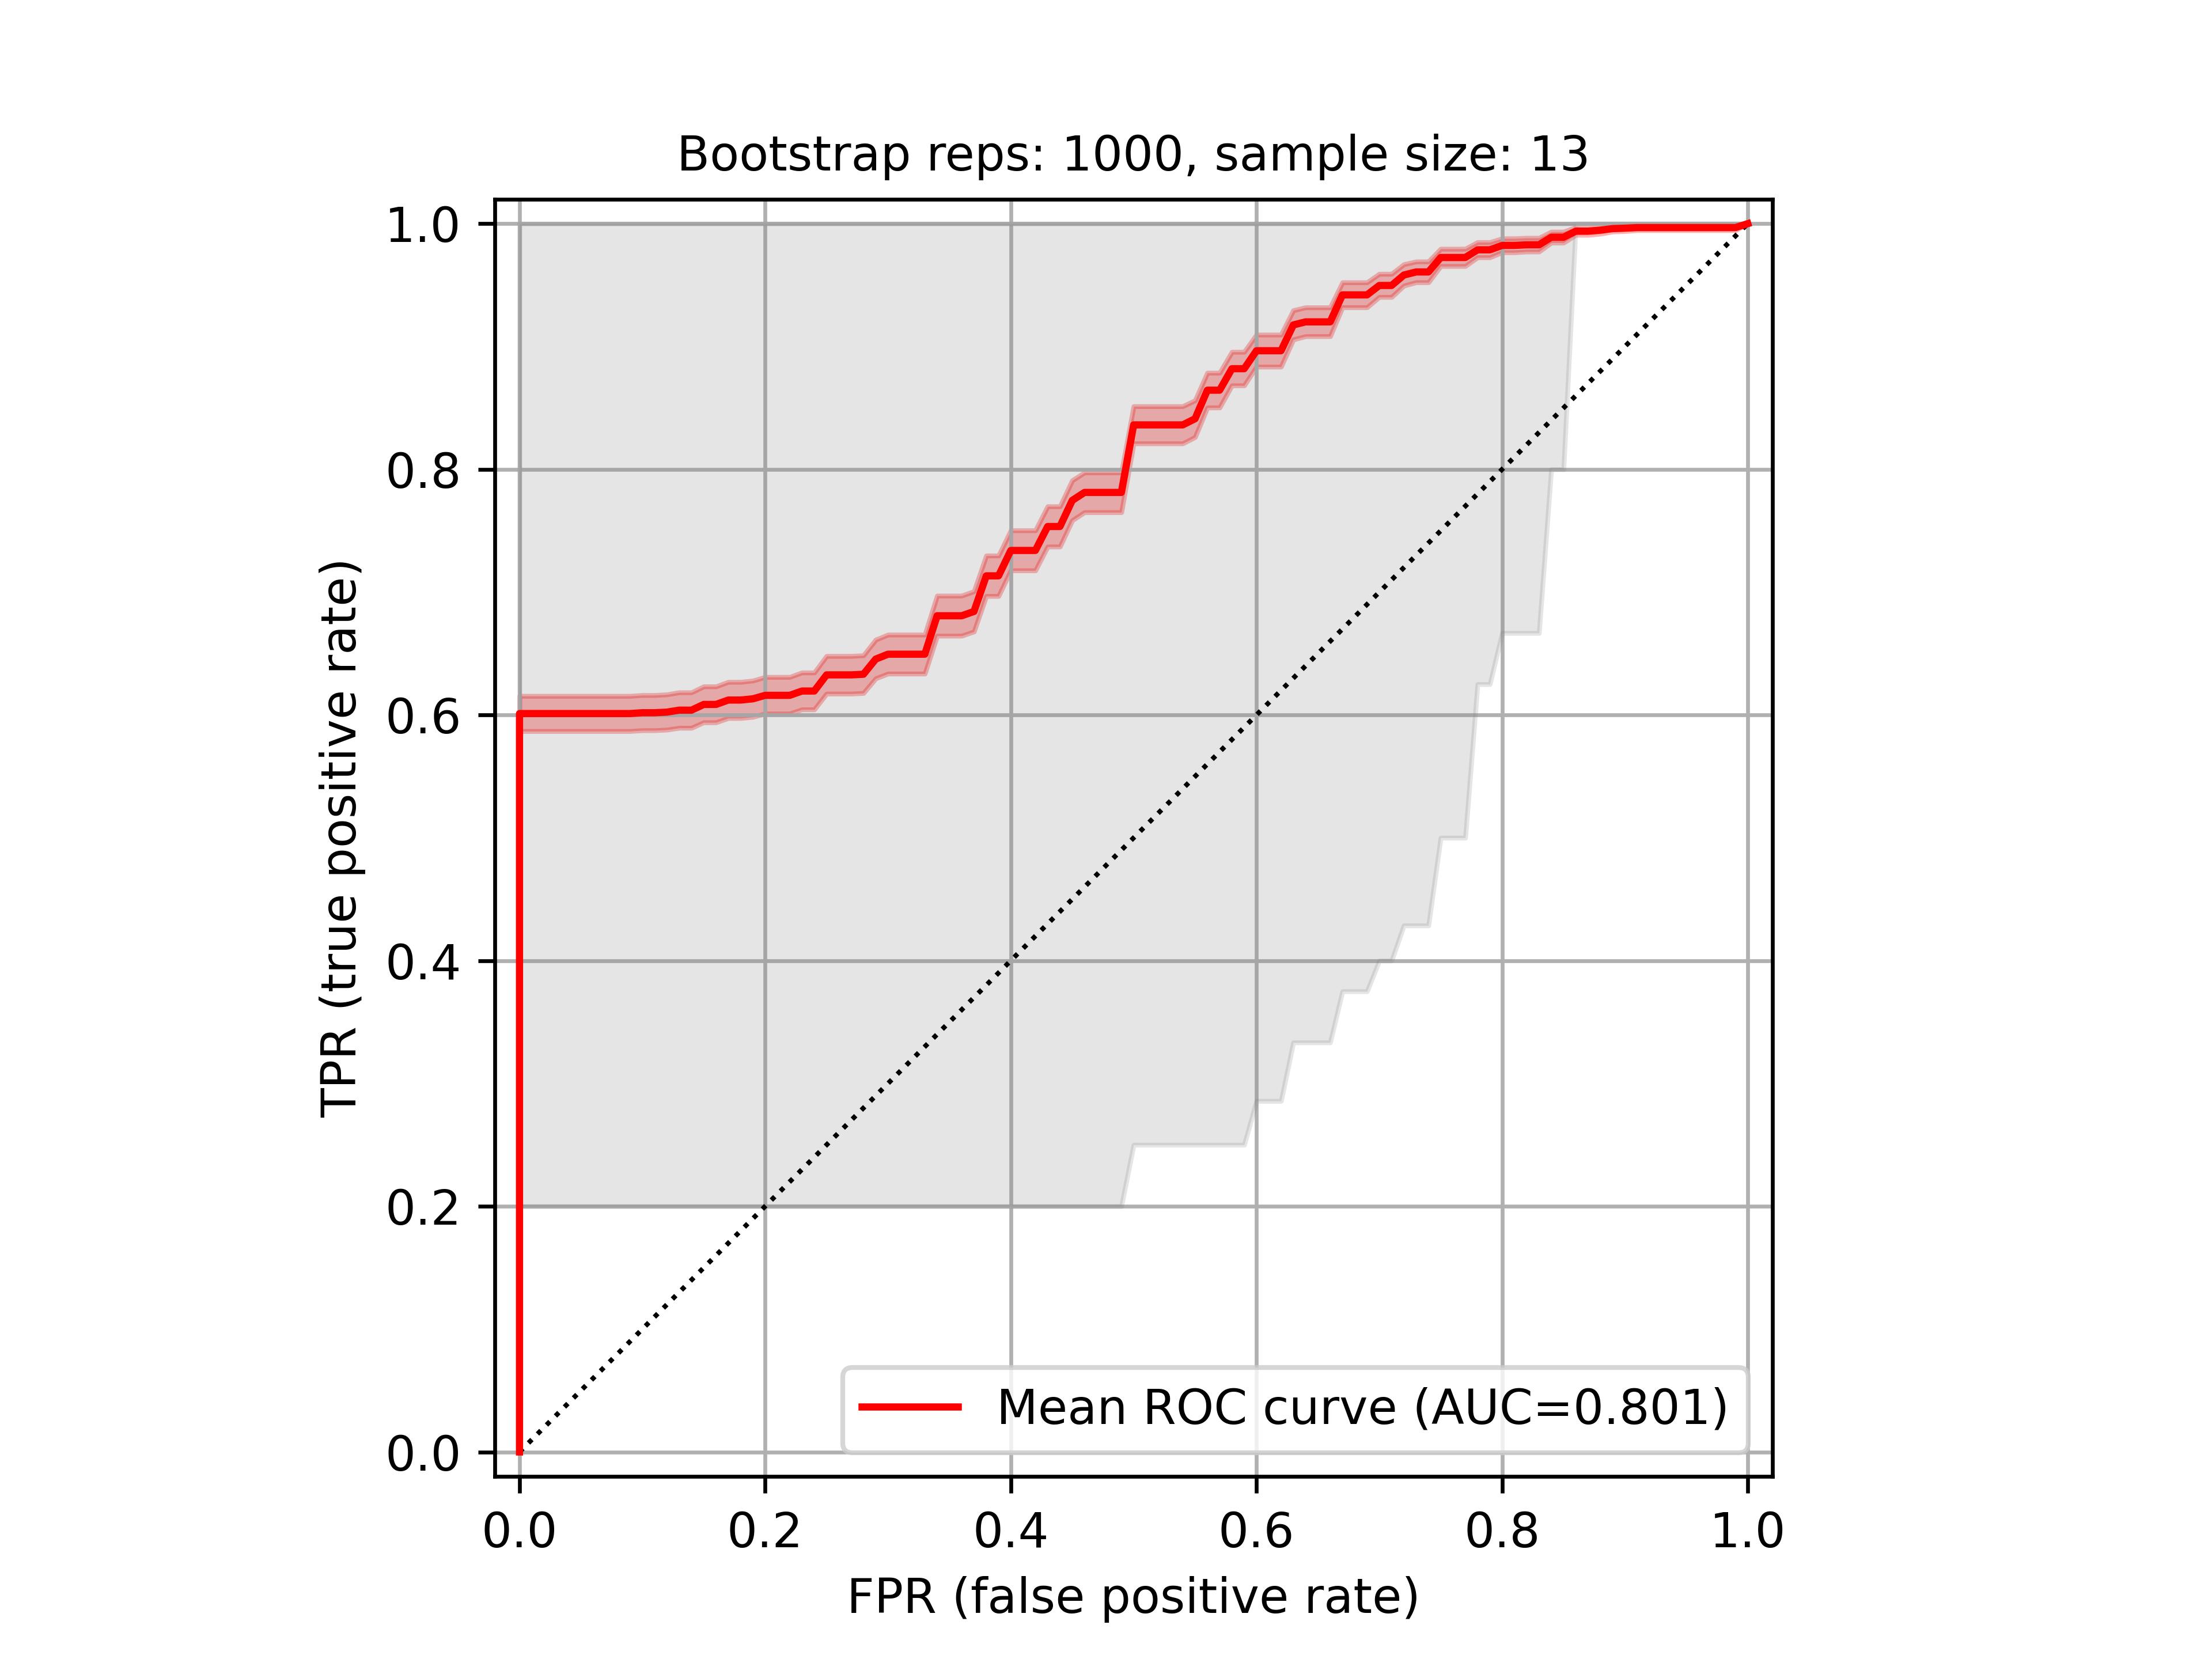 Bootstrap reps: 1000, sample size: 13
1.0
0.8
0.6
0.4
0.2
0.0
TPR (true positive rate)
Mean ROC curve (AUC=0.801)
0.0 0.2 0.4 0.6 0.8 1.0
FPR (false positive rate)